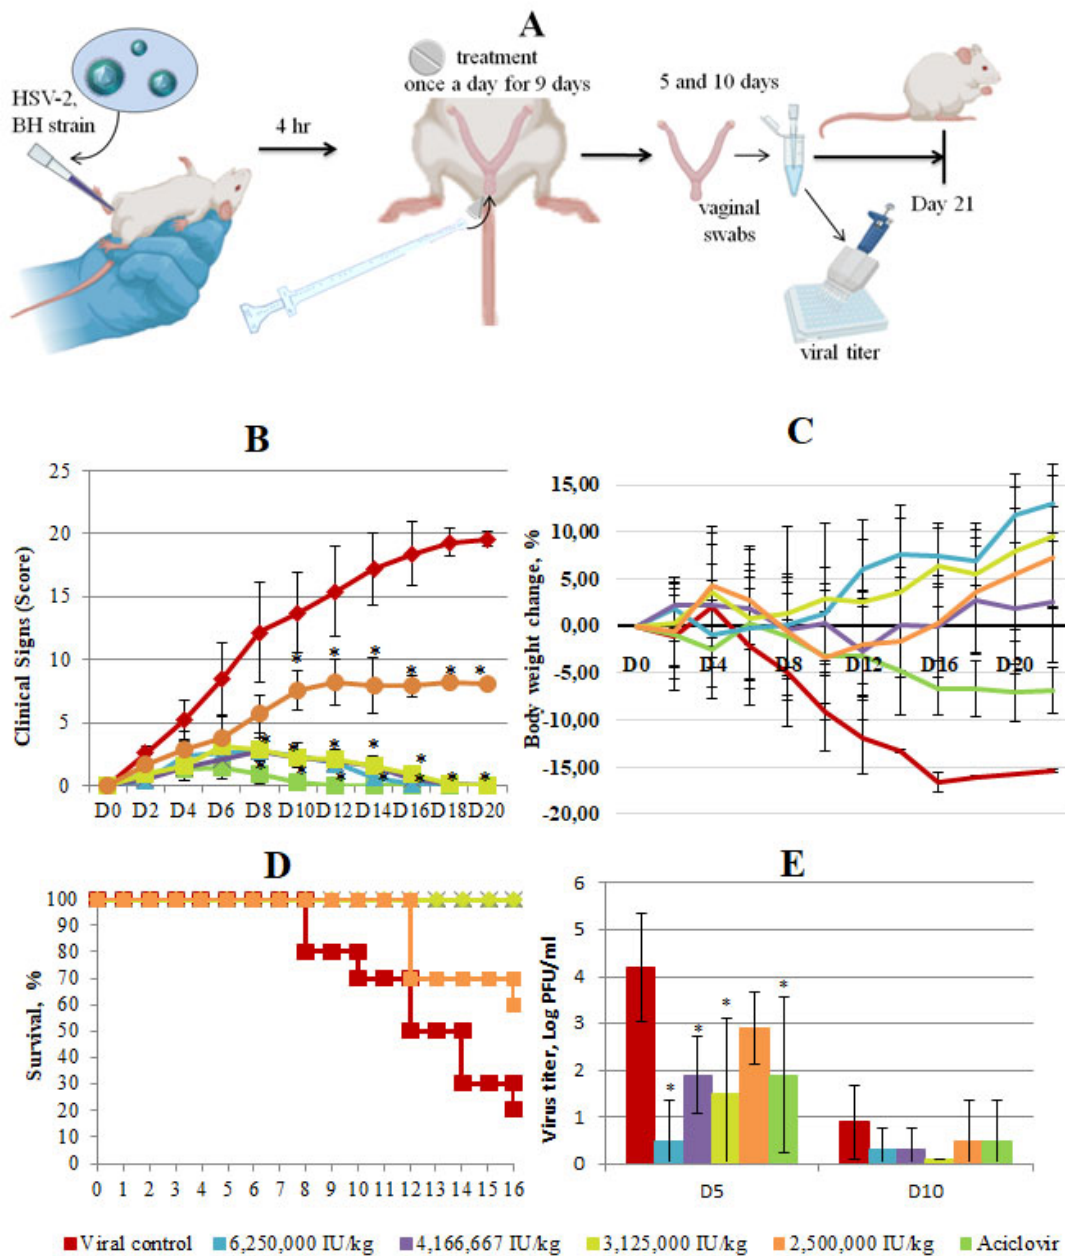 A
HSV-2,
BH strain
4 hr
treatment
once a day for 9 days
5 and 10 days
vaginal
swabs
Day 21
viral titer
B
Clinical Signs (Score)
25
20
15
10
5
0
D0 D2 D4 D6 D8 D10 D12 D14 D16 D18 D20
* * * * * *
* * * * * *
* * * * * *
C
Body weight change, %
15,00
10,00
5,00
0,00
-5,00
-10,00
-15,00
-20,00
D0 D4 D8 D12 D16 D20
D
Survival, %
100
90
80
70
60
50
40
30
20
10
0
0 1 2 3 4 5 6 7 8 9 10 11 12 13 14 15 16
E
Virus titer, Log PFU/ml
6
5
4
3
2
1
0
* * * *
D5 D10
Viral control 6,250,000 IU/kg 4,166,667 IU/kg 3,125,000 IU/kg 2,500,000 IU/kg Aciclovir